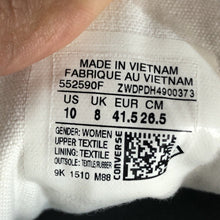 MADE IN VIETNAM
FABRIQUE AU VIETNAM
552590F ZWDPDH4900373
US UK EUR CM
10 8 41.5 26.5
GENDER: WOMEN
UPPER: TEXTILE
LINING: TEXTILE
OUTSOLE: TEXTILE/RUBBER
CONVERSE
9K 1510 M88